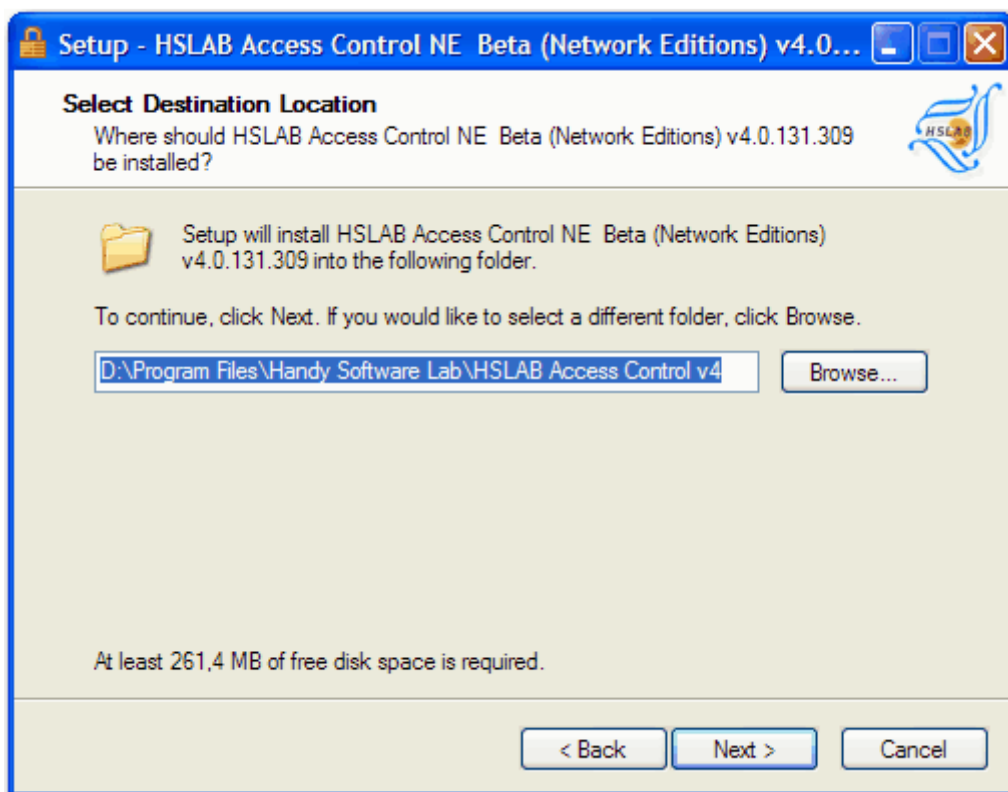 Setup - HSLAB Access Control NE  Beta (Network Editions) v4.0...
Select Destination Location
Where should HSLAB Access Control NE  Beta (Network Editions) v4.0.131.309
be installed?
HSLAB
Setup will install HSLAB Access Control NE  Beta (Network Editions)
v4.0.131.309 into the following folder.
To continue, click Next. If you would like to select a different folder, click Browse.
D:\Program Files\Handy Software Lab\HSLAB Access Control v4
Browse...
At least 261,4 MB of free disk space is required.
< Back
Next >
Cancel